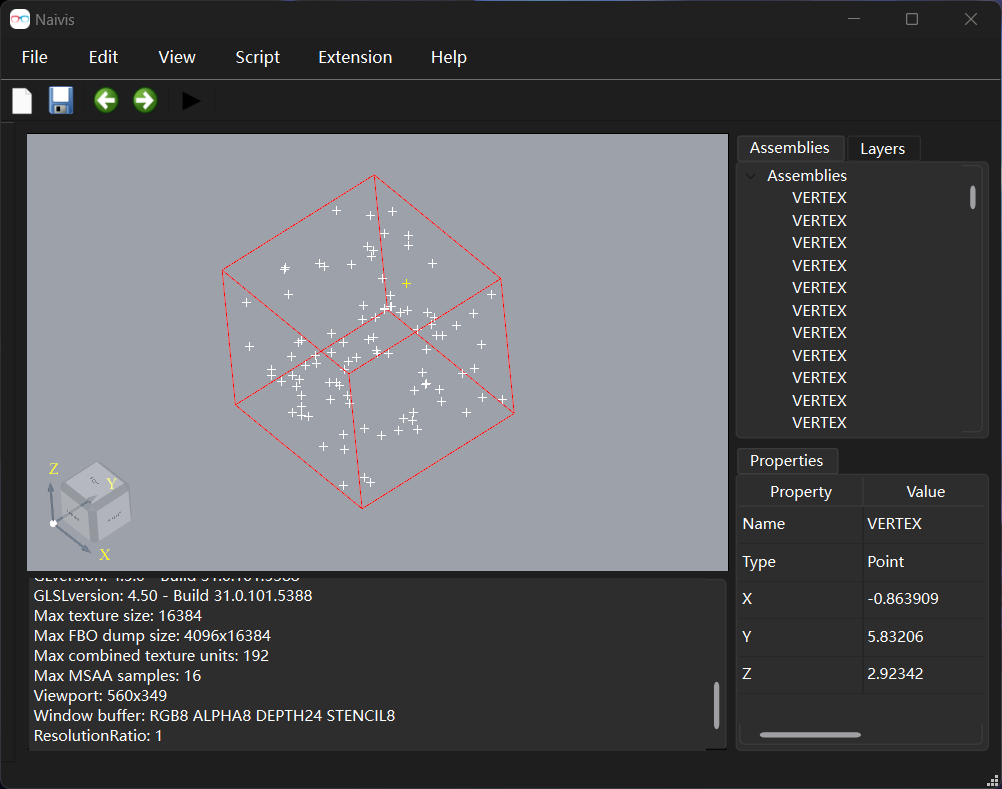 Naivis
File Edit View Script Extension Help
Assemblies Layers
Assemblies
VERTEX
VERTEX
VERTEX
VERTEX
VERTEX
VERTEX
VERTEX
VERTEX
VERTEX
VERTEX
VERTEX
Properties
Property Value
Name VERTEX
Type Point
X -0.863909
Y 5.83206
Z 2.92342
Z
Y
X
GLSLversion: 4.50 - Build 31.0.101.5388
Max texture size: 16384
Max FBO dump size: 4096x16384
Max combined texture units: 192
Max MSAA samples: 16
Viewport: 560x349
Window buffer: RGB8 ALPHA8 DEPTH24 STENCIL8
ResolutionRatio: 1